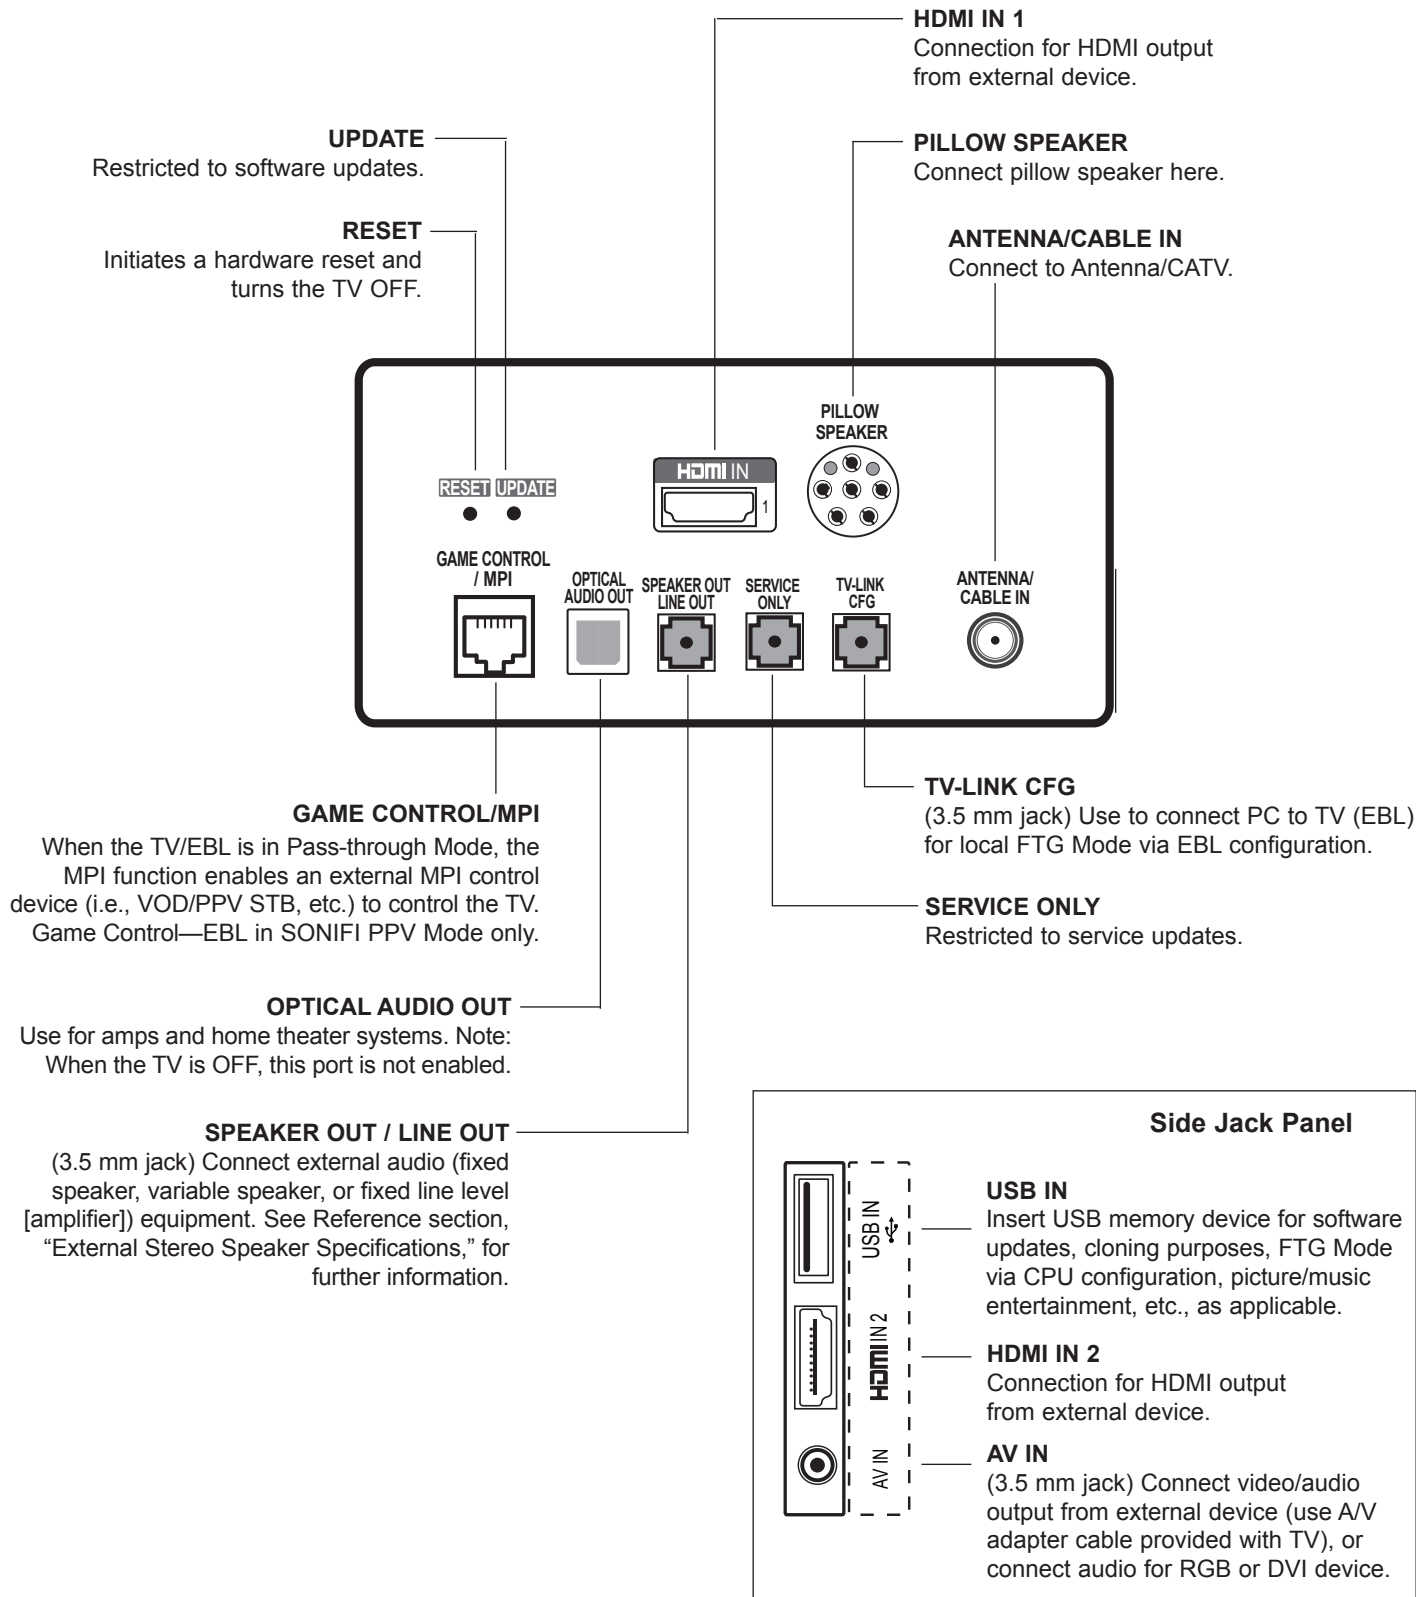 HDMI IN 1
Connection for HDMI output
from external device.
UPDATE
Restricted to software updates.
PILLOW SPEAKER
Connect pillow speaker here.
RESET
Initiates a hardware reset and
turns the TV OFF.
ANTENNA/CABLE IN
Connect to Antenna/CATV.
PILLOW
SPEAKER
HDMI IN
1
RESET UPDATE
GAME CONTROL
/ MPI
OPTICAL
AUDIO OUT
SPEAKER OUT
LINE OUT
SERVICE
ONLY
TV-LINK
CFG
ANTENNA/
CABLE IN
GAME CONTROL/MPI
When the TV/EBL is in Pass-through Mode, the
MPI function enables an external MPI control
device (i.e., VOD/PPV STB, etc.) to control the TV.
Game Control—EBL in SONIFI PPV Mode only.
TV-LINK CFG
(3.5 mm jack) Use to connect PC to TV (EBL)
for local FTG Mode via EBL configuration.
SERVICE ONLY
Restricted to service updates.
OPTICAL AUDIO OUT
Use for amps and home theater systems. Note:
When the TV is OFF, this port is not enabled.
SPEAKER OUT / LINE OUT
(3.5 mm jack) Connect external audio (fixed
speaker, variable speaker, or fixed line level
[amplifier]) equipment. See Reference section,
“External Stereo Speaker Specifications,” for
further information.
Side Jack Panel
USB IN
HDMI IN 2
AV IN
USB IN
Insert USB memory device for software
updates, cloning purposes, FTG Mode
via CPU configuration, picture/music
entertainment, etc., as applicable.
HDMI IN 2
Connection for HDMI output
from external device.
AV IN
(3.5 mm jack) Connect video/audio
output from external device (use A/V
adapter cable provided with TV), or
connect audio for RGB or DVI device.